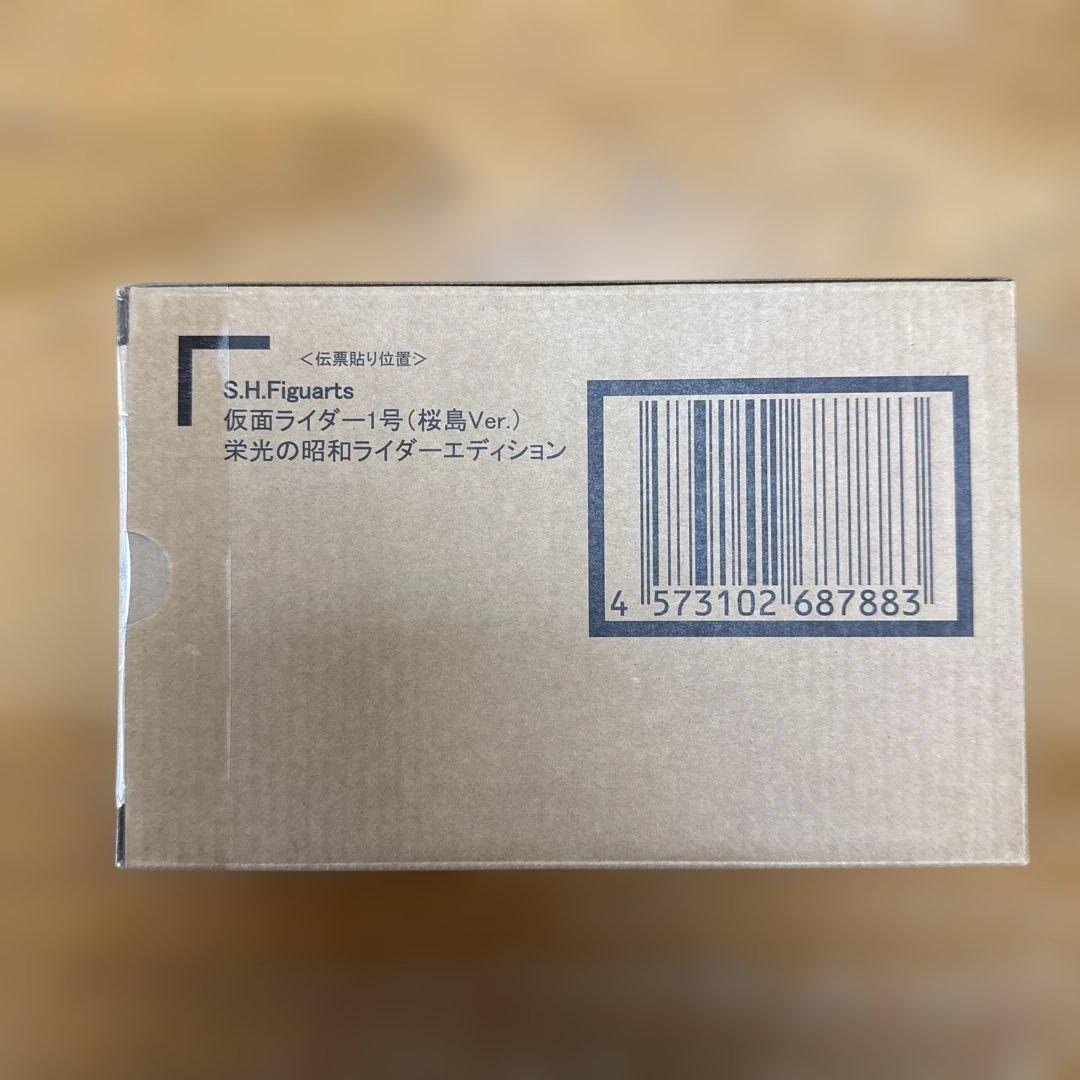 ＜伝票貼り位置＞
S.H.Figuarts
仮面ライダー1号（桜島Ver.）
栄光の昭和ライダーエディション
4 573102 687883